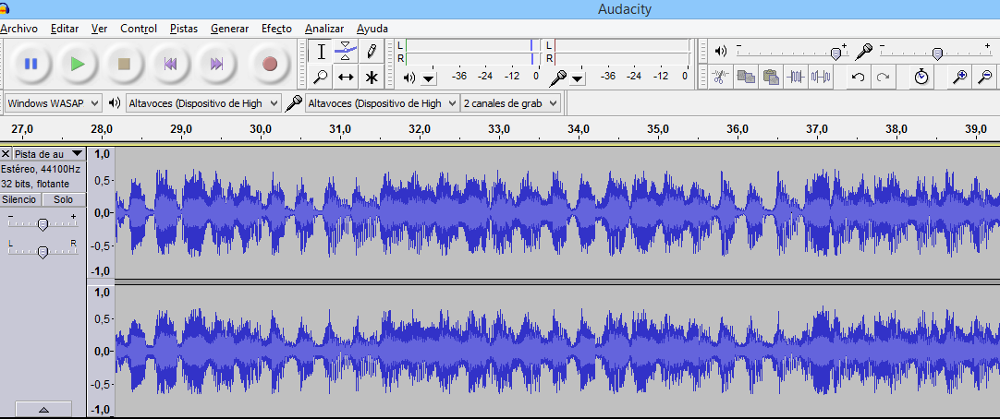 Audacity
Archivo Editar Ver Control Pistas Generar Efecto Analizar Ayuda
L L
R R
-36 -24 -12 0 -36 -24 -12 0
Windows WASAP Altavoces (Dispositivo de High Altavoces (Dispositivo de High 2 canales de grab
27,0 28,0 29,0 30,0 31,0 32,0 33,0 34,0 35,0 36,0 37,0 38,0 39,0
Pista de au
Estéreo, 44100Hz
32 bits, flotante
Silencio Solo
- +
L R
1,0
0,5
0,0
-0,5
-1,0
1,0
0,5
0,0
-0,5
-1,0